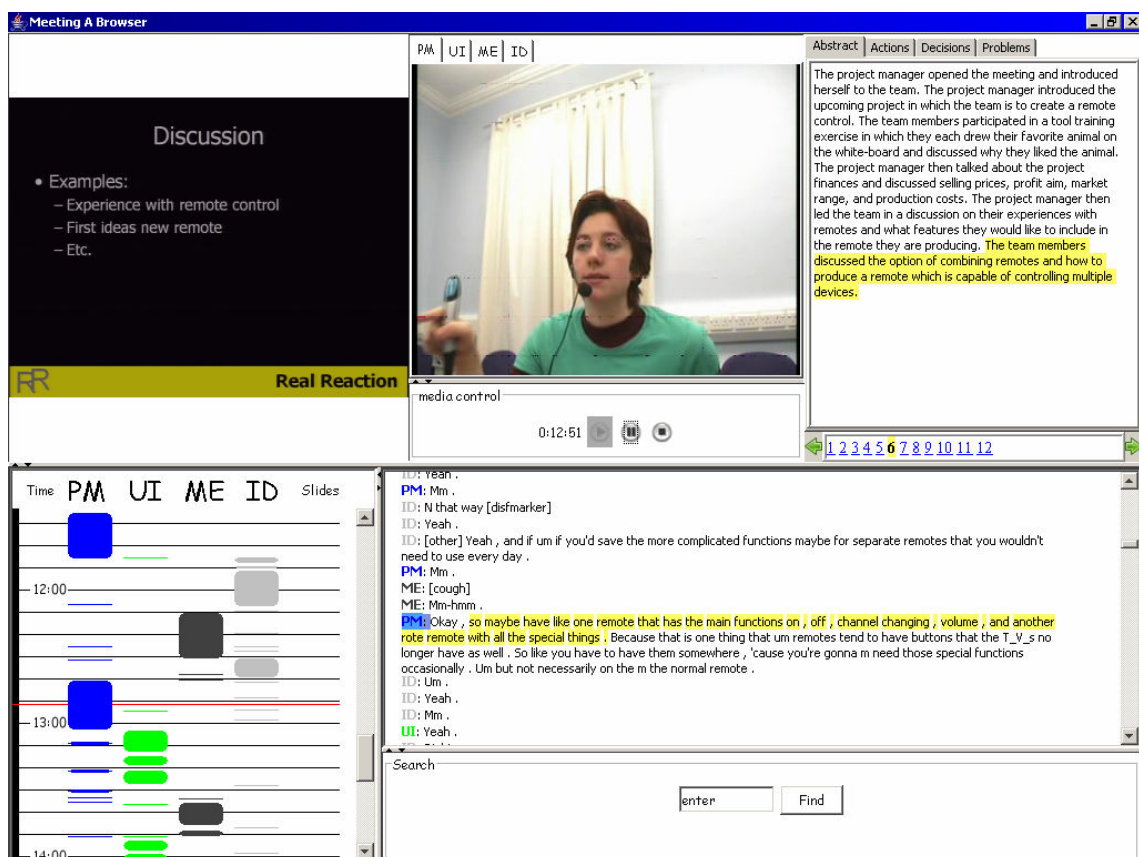 Meeting A Browser
Discussion
• Examples:
– Experience with remote control
– First ideas new remote
– Etc.
RR
Real Reaction
PM UI ME ID
media control
0:12:51
Abstract Actions Decisions Problems
The project manager opened the meeting and introduced
herself to the team. The project manager introduced the
upcoming project in which the team is to create a remote
control. The team members participated in a tool training
exercise in which they each drew their favorite animal on
the white-board and discussed why they liked the animal.
The project manager then talked about the project
finances and discussed selling prices, profit aim, market
range, and production costs. The project manager then
led the team in a discussion on their experiences with
remotes and what features they would like to include in
the remote they are producing. The team members
discussed the option of combining remotes and how to
produce a remote which is capable of controlling multiple
devices.
1 2 3 4 5 6 7 8 9 10 11 12
Time PM UI ME ID Slides
12:00
13:00
14:00
ID: Yeah .
PM: Mm .
ID: N that way [disfmarker]
ID: Yeah .
ID: [other] Yeah , and if um if you'd save the more complicated functions maybe for separate remotes that you wouldn't
need to use every day .
PM: Mm .
ME: [cough]
ME: Mm-hmm .
PM: Okay , so maybe have like one remote that has the main functions on , off , channel changing , volume , and another
rote remote with all the special things . Because that is one thing that um remotes tend to have buttons that the T_V_s no
longer have as well . So like you have to have them somewhere , 'cause you're gonna m need those special functions
occasionally . Um but not necessarily on the m the normal remote .
ID: Um .
ID: Yeah .
ID: Mm .
UI: Yeah .
Search
enter Find